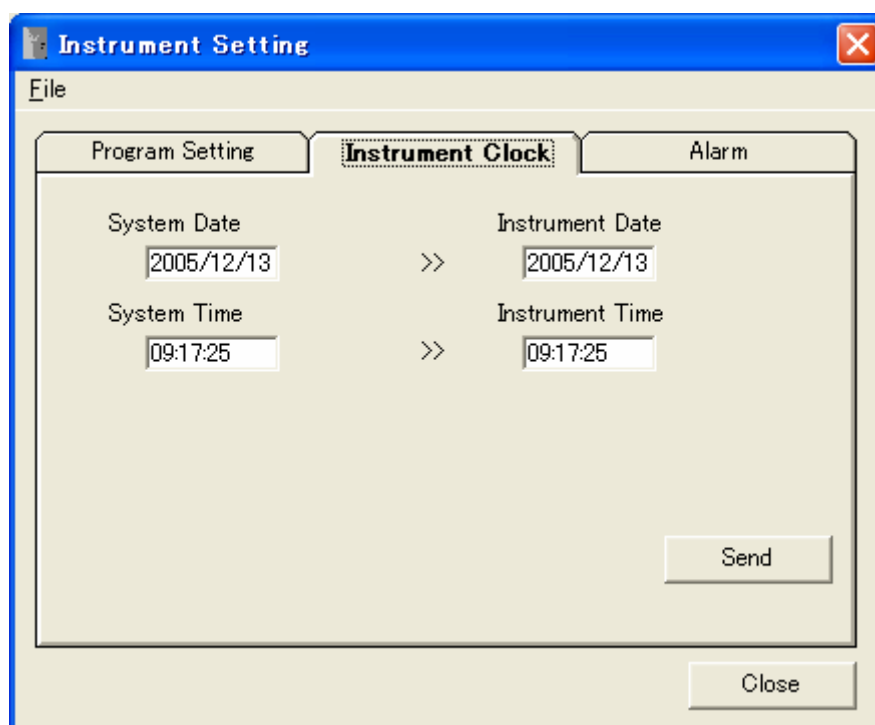 Instrument Setting
File
Program Setting Instrument Clock Alarm
System Date Instrument Date
2005/12/13 >> 2005/12/13
System Time Instrument Time
09:17:25 >> 09:17:25
Send
Close